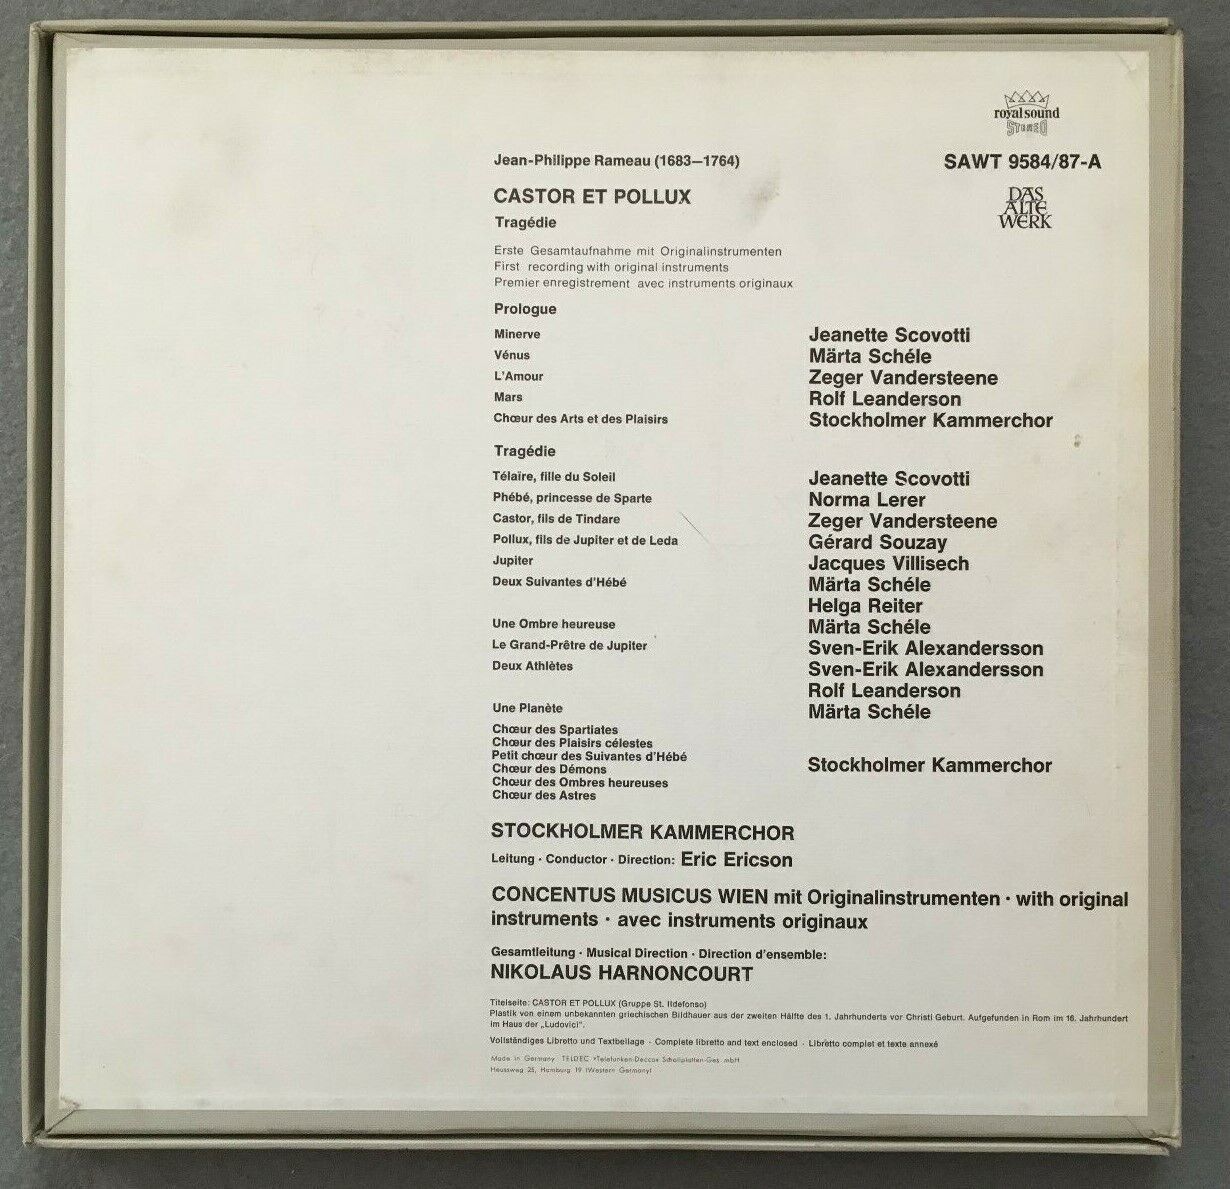 royal sound
STEREO
Jean-Philippe Rameau (1683—1764)
SAWT 9584/87-A
CASTOR ET POLLUX
DAS
ALTE
WERK
Tragédie
Erste Gesamtaufnahme mit Originalinstrumenten
First recording with original instruments
Premier enregistrement avec instruments originaux
Prologue
Minerve Jeanette Scovotti
Vénus Märta Schéle
L'Amour Zeger Vandersteene
Mars Rolf Leanderson
Chœur des Arts et des Plaisirs Stockholmer Kammerchor
Tragédie
Télaïre, fille du Soleil Jeanette Scovotti
Phébé, princesse de Sparte Norma Lerer
Castor, fils de Tindare Zeger Vandersteene
Pollux, fils de Jupiter et de Leda Gérard Souzay
Jupiter Jacques Villisech
Deux Suivantes d'Hébé Märta Schéle
Helga Reiter
Une Ombre heureuse Märta Schéle
Le Grand-Prêtre de Jupiter Sven-Erik Alexandersson
Deux Athlètes Sven-Erik Alexandersson
Rolf Leanderson
Une Planète Märta Schéle
Chœur des Spartiates
Chœur des Plaisirs célestes
Petit chœur des Suivantes d'Hébé
Stockholmer Kammerchor
Chœur des Démons
Chœur des Ombres heureuses
Chœur des Astres
STOCKHOLMER KAMMERCHOR
Leitung · Conductor · Direction: Eric Ericson
CONCENTUS MUSICUS WIEN mit Originalinstrumenten · with original
instruments · avec instruments originaux
Gesamtleitung · Musical Direction · Direction d'ensemble:
NIKOLAUS HARNONCOURT
Titelseite: CASTOR ET POLLUX (Gruppe St. Ildefonso)
Plastik von einem unbekannten griechischen Bildhauer aus der zweiten Hälfte des 1. Jahrhunderts vor Christi Geburt. Aufgefunden in Rom im 16. Jahrhundert
im Haus der „Ludovici".
Vollständiges Libretto und Textbeilage · Complete libretto and text enclosed · Libretto complet et texte annexé
Made in Germany TELDEC »Telefunken-Decca« Schallplatten-Ges. mbH
Heussweg 25, Hamburg 19 (Western Germany)